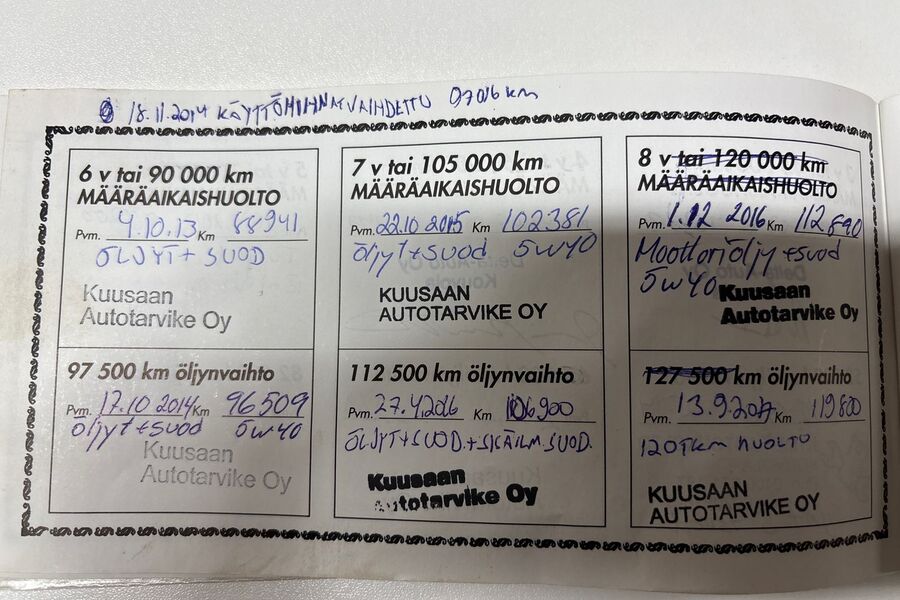 18.11.2014 KÄYTTÖHIHNAT VAIHDETTU 97016 km
6 v tai 90 000 km
MÄÄRÄAIKAISHUOLTO
Pvm. 4.10.13 Km 88941
ÖLJYT + SUOD
Kuusaan
Autotarvike Oy
7 v tai 105 000 km
MÄÄRÄAIKAISHUOLTO
Pvm. 22.10 2015 Km 102381
öljyt + suod 5w40
KUUSAAN
AUTOTARVIKE OY
8 v tai 120 000 km
MÄÄRÄAIKAISHUOLTO
Pvm. 1.12 2016 Km 112890
Moottoriöljy + suod
5w40
Kuusaan
Autotarvike Oy
97 500 km öljynvaihto
Pvm. 17.10 2014 Km 96509
öljyt + suod 5w40
Kuusaan
Autotarvike Oy
112 500 km öljynvaihto
Pvm. 27.4.2016 Km 106900
ÖLJYT + SUOD. + SISÄILM. SUOD.
Kuusaan
Autotarvike Oy
127 500 km öljynvaihto
Pvm. 13.9.2017 Km 119800
120 tkm HUOLTO
KUUSAAN
AUTOTARVIKE OY